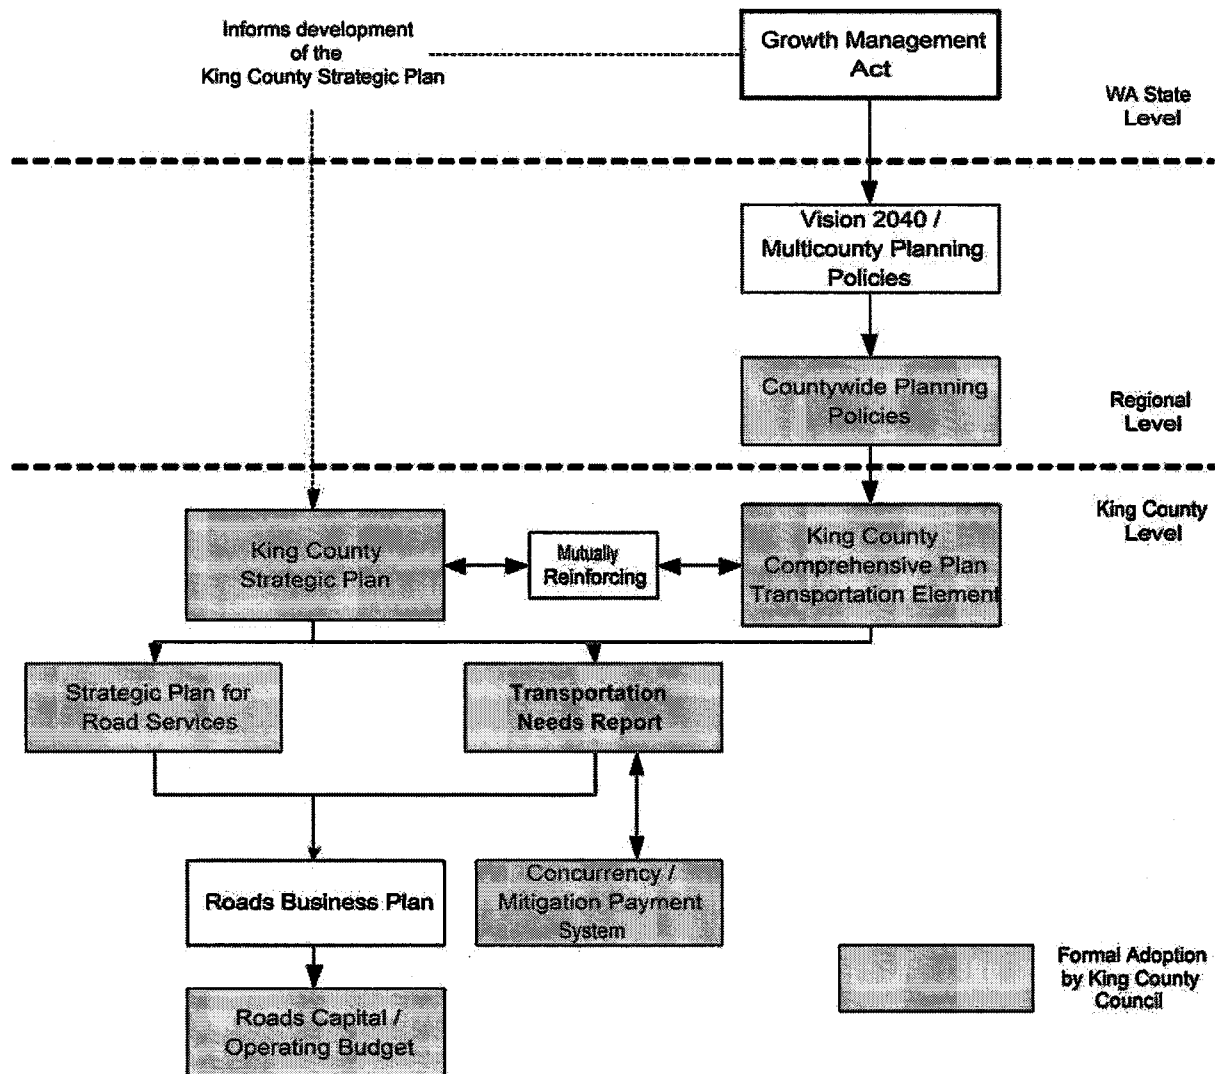 Informs development
of the
King County Strategic Plan
Growth Management
Act
WA State
Level
Vision 2040 /
Multicounty Planning
Policies
Countywide Planning
Policies
Regional
Level
King County
Level
King County
Strategic Plan
Mutually
Reinforcing
King County
Comprehensive Plan
Transportation Element
Strategic Plan for
Road Services
Transportation
Needs Report
Roads Business Plan
Concurrency /
Mitigation Payment
System
Roads Capital /
Operating Budget
Formal Adoption
by King County
Council